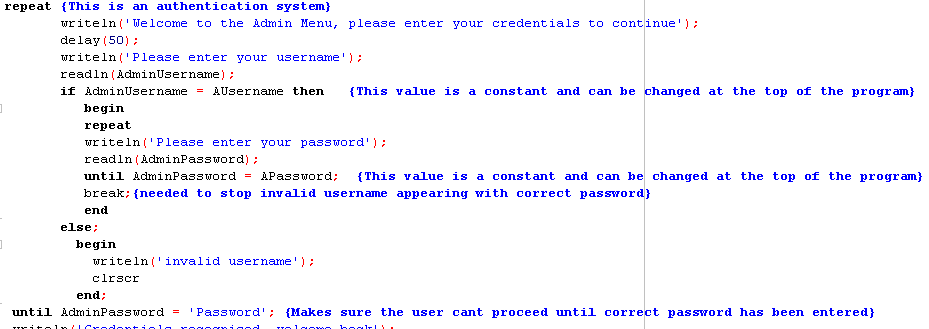 repeat {This is an authentication system}
writeln('Welcome to the Admin Menu, please enter your credentials to continue');
delay(50);
writeln('Please enter your username');
readln(AdminUsername);
if AdminUsername = AUsername then {This value is a constant and can be changed at the top of the program}
begin
repeat
writeln('Please enter your password');
readln(AdminPassword);
until AdminPassword = APassword; {This value is a constant and can be changed at the top of the program}
break;{needed to stop invalid username appearing with correct password}
end
else;
begin
writeln('invalid username');
clrscr
end;
until AdminPassword = 'Password'; {Makes sure the user cant proceed until correct password has been entered}
writeln('Credentials recognised, welcome back');